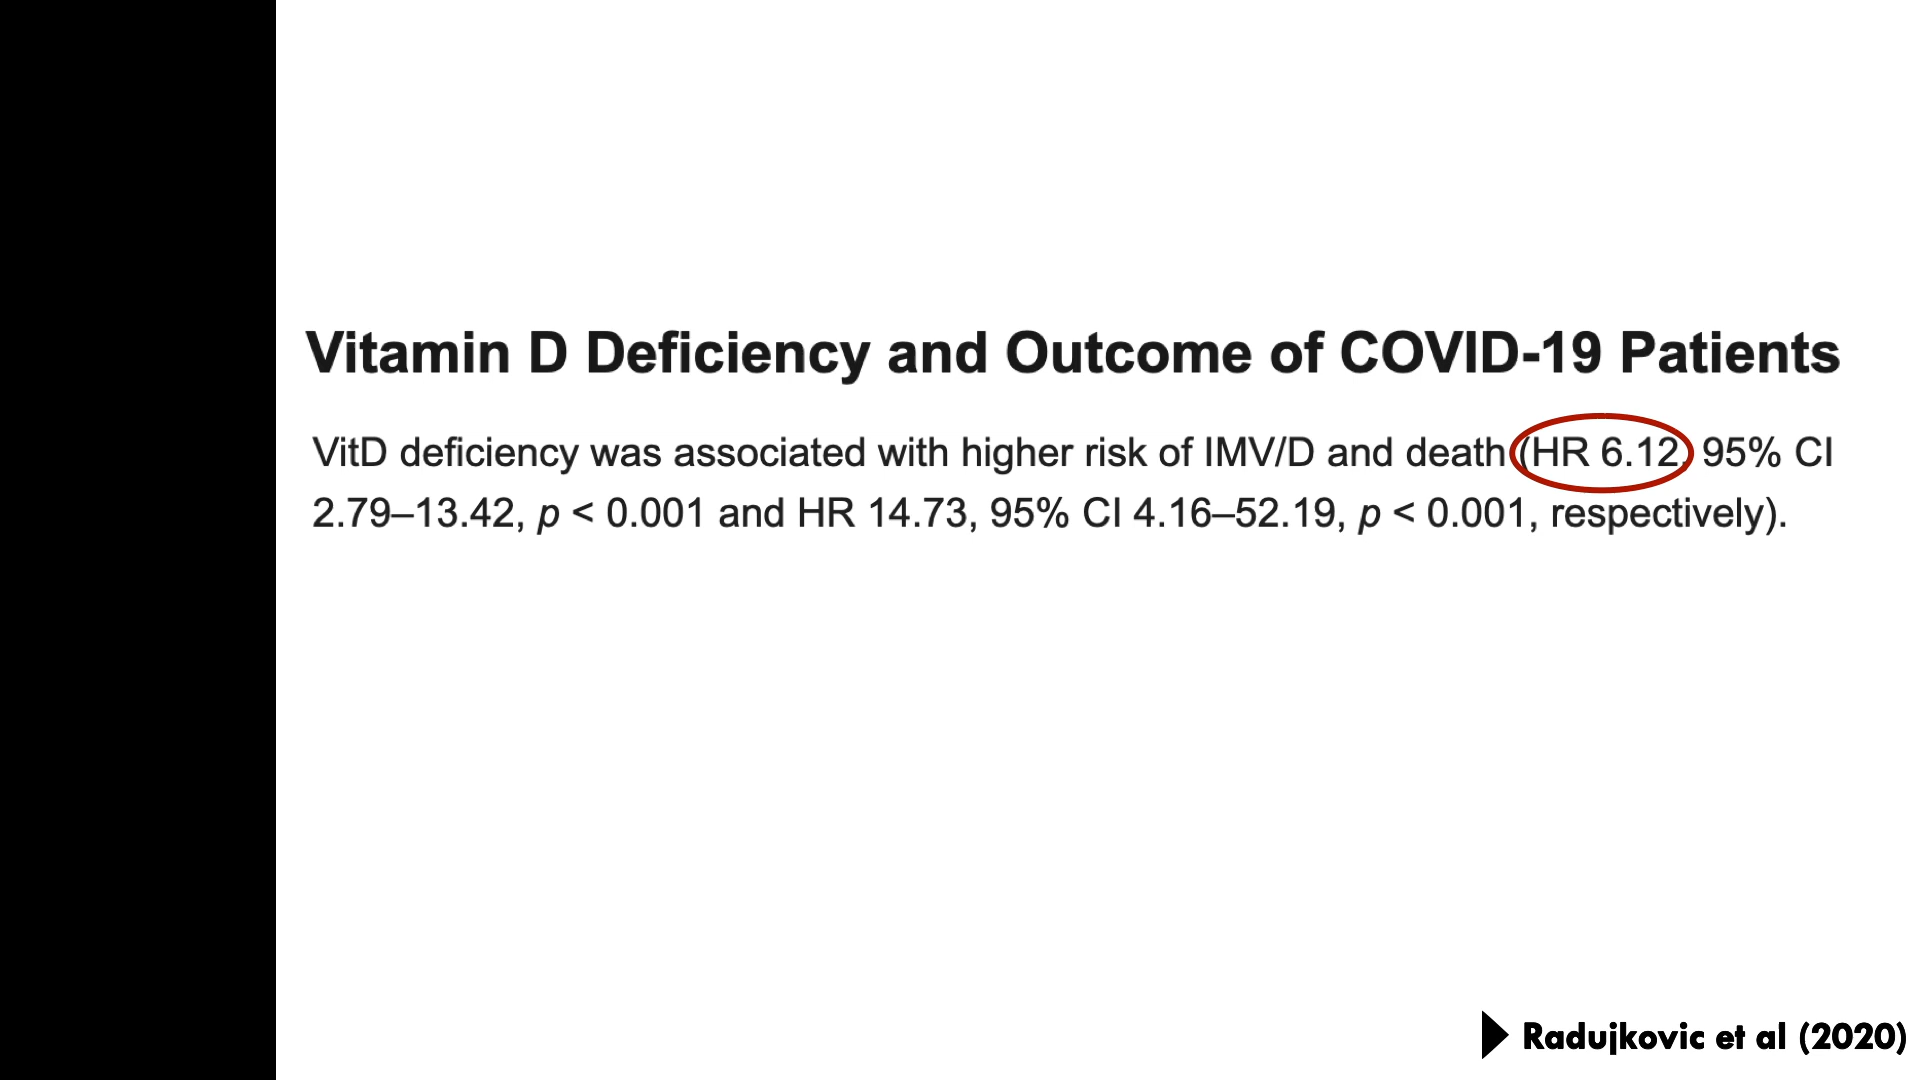 Vitamin D Deficiency and Outcome of COVID-19 Patients
VitD deficiency was associated with higher risk of IMV/D and death (HR 6.12, 95% CI
2.79–13.42, p < 0.001 and HR 14.73, 95% CI 4.16–52.19, p < 0.001, respectively).
Radujkovic et al (2020)